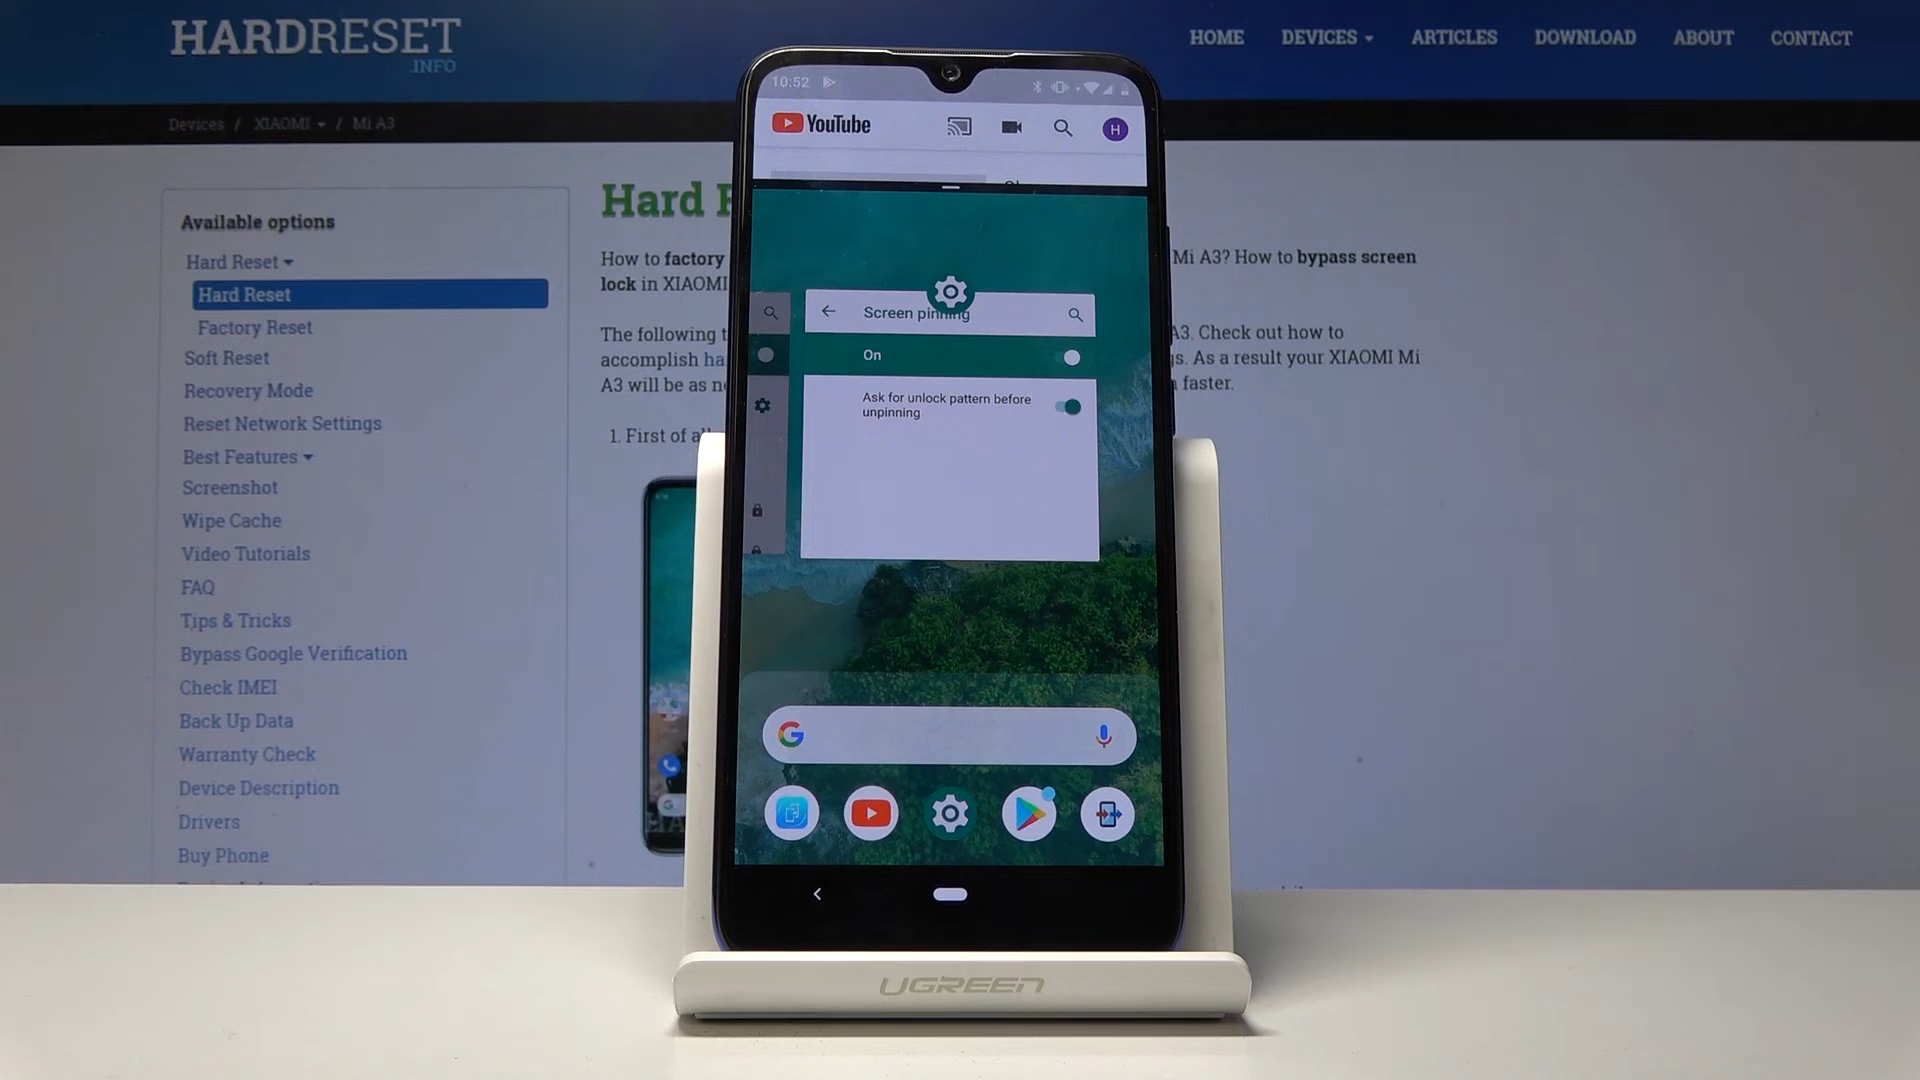 HARDRESET
.INFO
HOME DEVICES ARTICLES DOWNLOAD ABOUT CONTACT
Devices / XIAOMI / Mi A3
Available options
Hard Reset
Hard Reset
Factory Reset
Soft Reset
Recovery Mode
Reset Network Settings
Best Features
Screenshot
Wipe Cache
Video Tutorials
FAQ
Tips & Tricks
Bypass Google Verification
Check IMEI
Back Up Data
Warranty Check
Device Description
Drivers
Buy Phone
Hard
How to factory Mi A3? How to bypass screen
lock in XIAOMI
The following A3. Check out how to
accomplish As a result your XIAOMI Mi
A3 will be as faster.
1. First of
10:52
YouTube
H
Screen pinning
On
Ask for unlock pattern before
unpinning
G
UGREEN